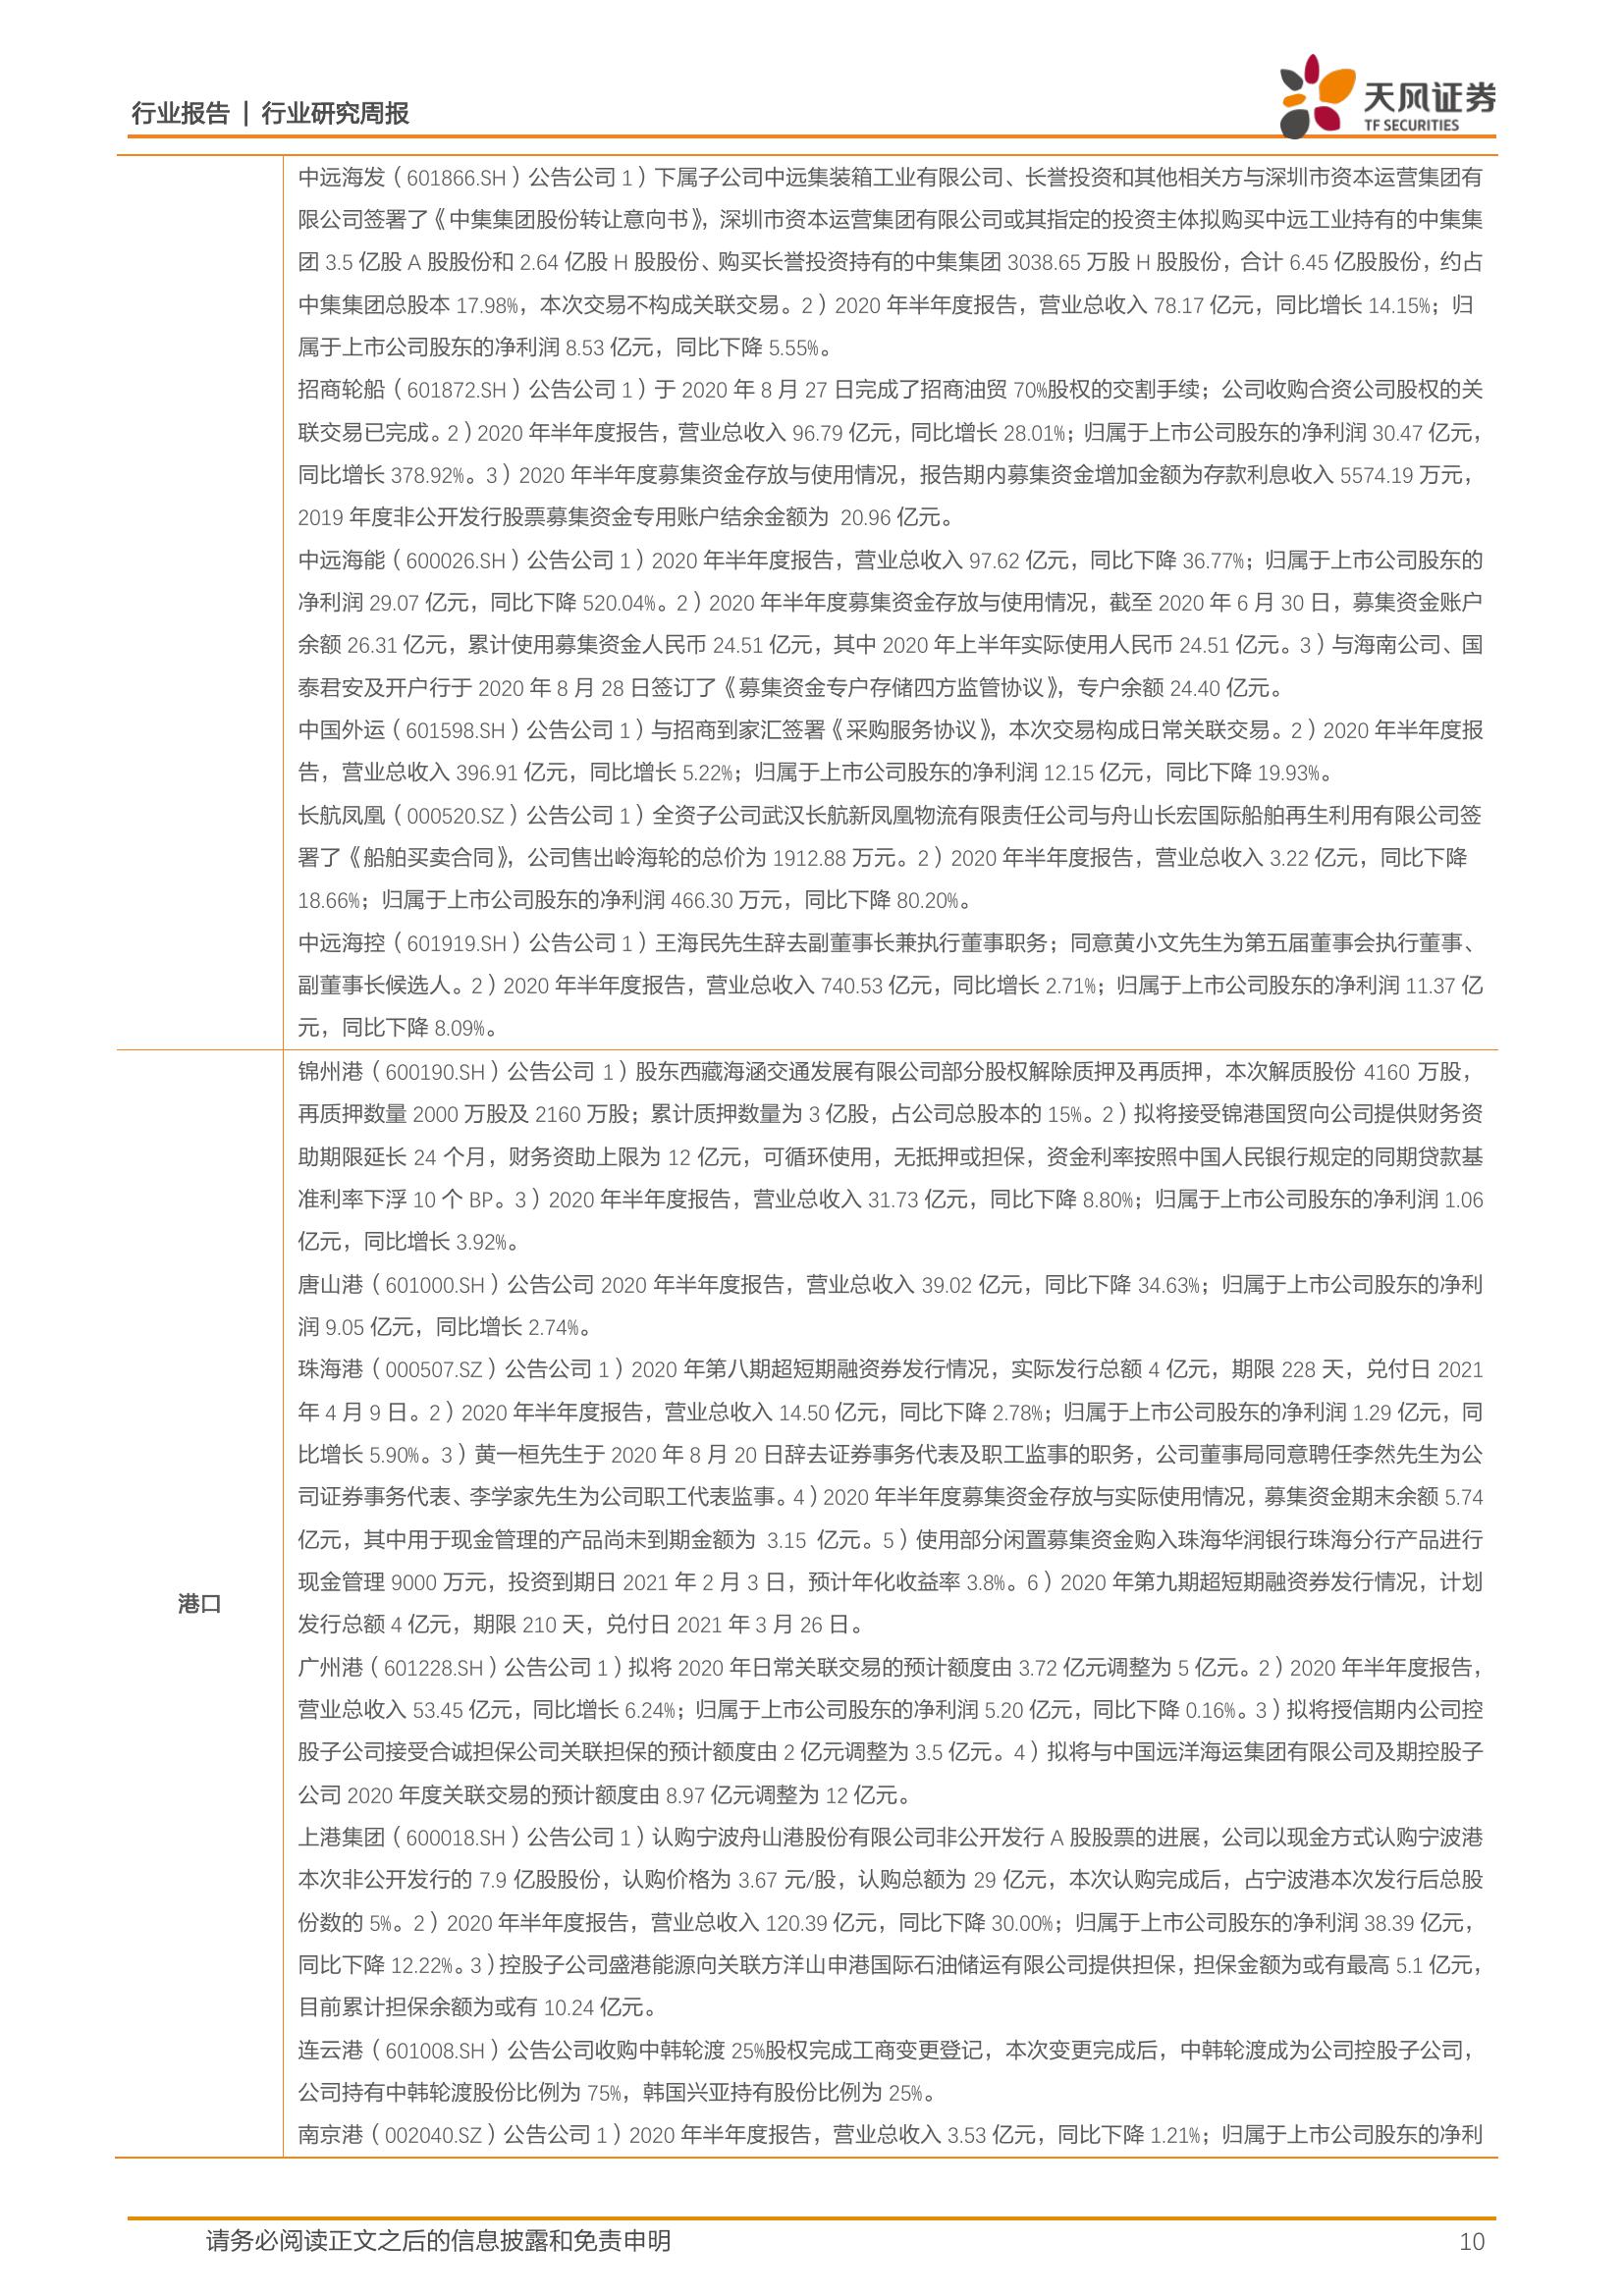 行业报告 | 行业研究周报
天风证券
TF SECURITIES
中远海发（601866.SH）公告公司 1）下属子公司中远集装箱工业有限公司、长誉投资和其他相关方与深圳市资本运营集团有
限公司签署了《中集集团股份转让意向书》，深圳市资本运营集团有限公司或其指定的投资主体拟购买中远工业持有的中集集
团 3.5 亿股 A 股股份和 2.64 亿股 H 股股份、购买长誉投资持有的中集集团 3038.65 万股 H 股股份，合计 6.45 亿股股份，约占
中集集团总股本 17.98%，本次交易不构成关联交易。2）2020 年半年度报告，营业总收入 78.17 亿元，同比增长 14.15%；归
属于上市公司股东的净利润 8.53 亿元，同比下降 5.55%。
招商轮船（601872.SH）公告公司 1）于 2020 年 8 月 27 日完成了招商油贸 70%股权的交割手续；公司收购合资公司股权的关
联交易已完成。2）2020 年半年度报告，营业总收入 96.79 亿元，同比增长 28.01%；归属于上市公司股东的净利润 30.47 亿元，
同比增长 378.92%。3）2020 年半年度募集资金存放与使用情况，报告期内募集资金增加金额为存款利息收入 5574.19 万元，
2019 年度非公开发行股票募集资金专用账户结余金额为 20.96 亿元。
中远海能（600026.SH）公告公司 1）2020 年半年度报告，营业总收入 97.62 亿元，同比下降 36.77%；归属于上市公司股东的
净利润 29.07 亿元，同比下降 520.04%。2）2020 年半年度募集资金存放与使用情况，截至 2020 年 6 月 30 日，募集资金账户
余额 26.31 亿元，累计使用募集资金人民币 24.51 亿元，其中 2020 年上半年实际使用人民币 24.51 亿元。3）与海南公司、国
泰君安及开户行于 2020 年 8 月 28 日签订了《募集资金专户存储四方监管协议》，专户余额 24.40 亿元。
中国外运（601598.SH）公告公司 1）与招商到家汇签署《采购服务协议》，本次交易构成日常关联交易。2）2020 年半年度报
告，营业总收入 396.91 亿元，同比增长 5.22%；归属于上市公司股东的净利润 12.15 亿元，同比下降 19.93%。
长航凤凰（000520.SZ）公告公司 1）全资子公司武汉长航新凤凰物流有限责任公司与舟山长宏国际船舶再生利用有限公司签
署了《船舶买卖合同》，公司售出岭海轮的总价为 1912.88 万元。2）2020 年半年度报告，营业总收入 3.22 亿元，同比下降
18.66%；归属于上市公司股东的净利润 466.30 万元，同比下降 80.20%。
中远海控（601919.SH）公告公司 1）王海民先生辞去副董事长兼执行董事职务；同意黄小文先生为第五届董事会执行董事、
副董事长候选人。2）2020 年半年度报告，营业总收入 740.53 亿元，同比增长 2.71%；归属于上市公司股东的净利润 11.37 亿
元，同比下降 8.09%。
港口
锦州港（600190.SH）公告公司 1）股东西藏海涵交通发展有限公司部分股权解除质押及再质押，本次解质股份 4160 万股，
再质押数量 2000 万股及 2160 万股；累计质押数量为 3 亿股，占公司总股本的 15%。2）拟将接受锦港国贸向公司提供财务资
助期限延长 24 个月，财务资助上限为 12 亿元，可循环使用，无抵押或担保，资金利率按照中国人民银行规定的同期贷款基
准利率下浮 10 个 BP。3）2020 年半年度报告，营业总收入 31.73 亿元，同比下降 8.80%；归属于上市公司股东的净利润 1.06
亿元，同比增长 3.92%。
唐山港（601000.SH）公告公司 2020 年半年度报告，营业总收入 39.02 亿元，同比下降 34.63%；归属于上市公司股东的净利
润 9.05 亿元，同比增长 2.74%。
珠海港（000507.SZ）公告公司 1）2020 年第八期超短期融资券发行情况，实际发行总额 4 亿元，期限 228 天，兑付日 2021
年 4 月 9 日。2）2020 年半年度报告，营业总收入 14.50 亿元，同比下降 2.78%；归属于上市公司股东的净利润 1.29 亿元，同
比增长 5.90%。3）黄一桓先生于 2020 年 8 月 20 日辞去证券事务代表及职工监事的职务，公司董事局同意聘任李然先生为公
司证券事务代表、李学家先生为公司职工代表监事。4）2020 年半年度募集资金存放与实际使用情况，募集资金期末余额 5.74
亿元，其中用于现金管理的产品尚未到期金额为 3.15 亿元。5）使用部分闲置募集资金购入珠海华润银行珠海分行产品进行
现金管理 9000 万元，投资到期日 2021 年 2 月 3 日，预计年化收益率 3.8%。6）2020 年第九期超短期融资券发行情况，计划
发行总额 4 亿元，期限 210 天，兑付日 2021 年 3 月 26 日。
广州港（601228.SH）公告公司 1）拟将 2020 年日常关联交易的预计额度由 3.72 亿元调整为 5 亿元。2）2020 年半年度报告，
营业总收入 53.45 亿元，同比增长 6.24%；归属于上市公司股东的净利润 5.20 亿元，同比下降 0.16%。3）拟将授信期内公司控
股子公司接受合诚担保公司关联担保的预计额度由 2 亿元调整为 3.5 亿元。4）拟将与中国远洋海运集团有限公司及期控股子
公司 2020 年度关联交易的预计额度由 8.97 亿元调整为 12 亿元。
上港集团（600018.SH）公告公司 1）认购宁波舟山港股份有限公司非公开发行 A 股股票的进展，公司以现金方式认购宁波港
本次非公开发行的 7.9 亿股股份，认购价格为 3.67 元/股，认购总额为 29 亿元，本次认购完成后，占宁波港本次发行后总股
份数的 5%。2）2020 年半年度报告，营业总收入 120.39 亿元，同比下降 30.00%；归属于上市公司股东的净利润 38.39 亿元，
同比下降 12.22%。3）控股子公司盛港能源向关联方洋山申港国际石油储运有限公司提供担保，担保金额为或有最高 5.1 亿元，
目前累计担保余额为或有 10.24 亿元。
连云港（601008.SH）公告公司收购中韩轮渡 25%股权完成工商变更登记，本次变更完成后，中韩轮渡成为公司控股子公司，
公司持有中韩轮渡股份比例为 75%，韩国兴亚持有股份比例为 25%。
南京港（002040.SZ）公告公司 1）2020 年半年度报告，营业总收入 3.53 亿元，同比下降 1.21%；归属于上市公司股东的净利
请务必阅读正文之后的信息披露和免责申明
10